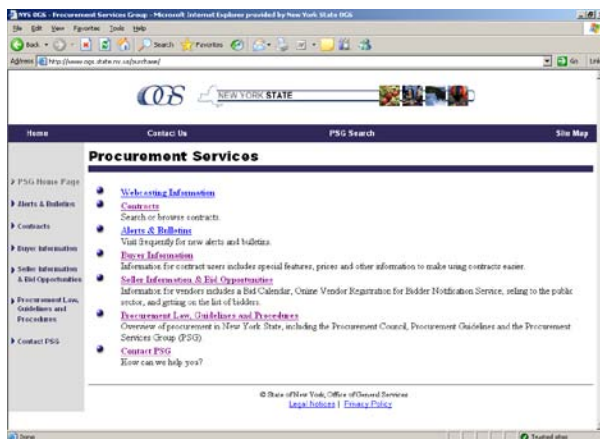 NYS OGS - Procurement Services Group - Microsoft Internet Explorer provided by New York State OGS
File Edit View Favorites Tools Help
Back Search Favorites
Address http://www.ogs.state.ny.us/purchase/ Go Links
OGS NEW YORK STATE
Home Contact Us PSG Search Site Map
Procurement Services
PSG Home Page
Alerts & Bulletins
Contracts
Buyer Information
Seller Information
& Bid Opportunities
Procurement Law,
Guidelines and
Procedures
Contact PSG
Webcasting Information
Contracts
Search or browse contracts.
Alerts & Bulletins
Visit frequently for new alerts and bulletins.
Buyer Information
Information for contract users includes special features, prices and other information to make using contracts easier.
Seller Information & Bid Opportunities
Information for vendors includes a Bid Calendar, Online Vendor Registration for Bidder Notification Service, selling to the public
sector, and getting on the list of bidders.
Procurement Law, Guidelines and Procedures
Overview of procurement in New York State, including the Procurement Council, Procurement Guidelines and the Procurement
Services Group (PSG)
Contact PSG
How can we help you?
© State of New York, Office of General Services
Legal Notices | Privacy Policy
Done Trusted sites